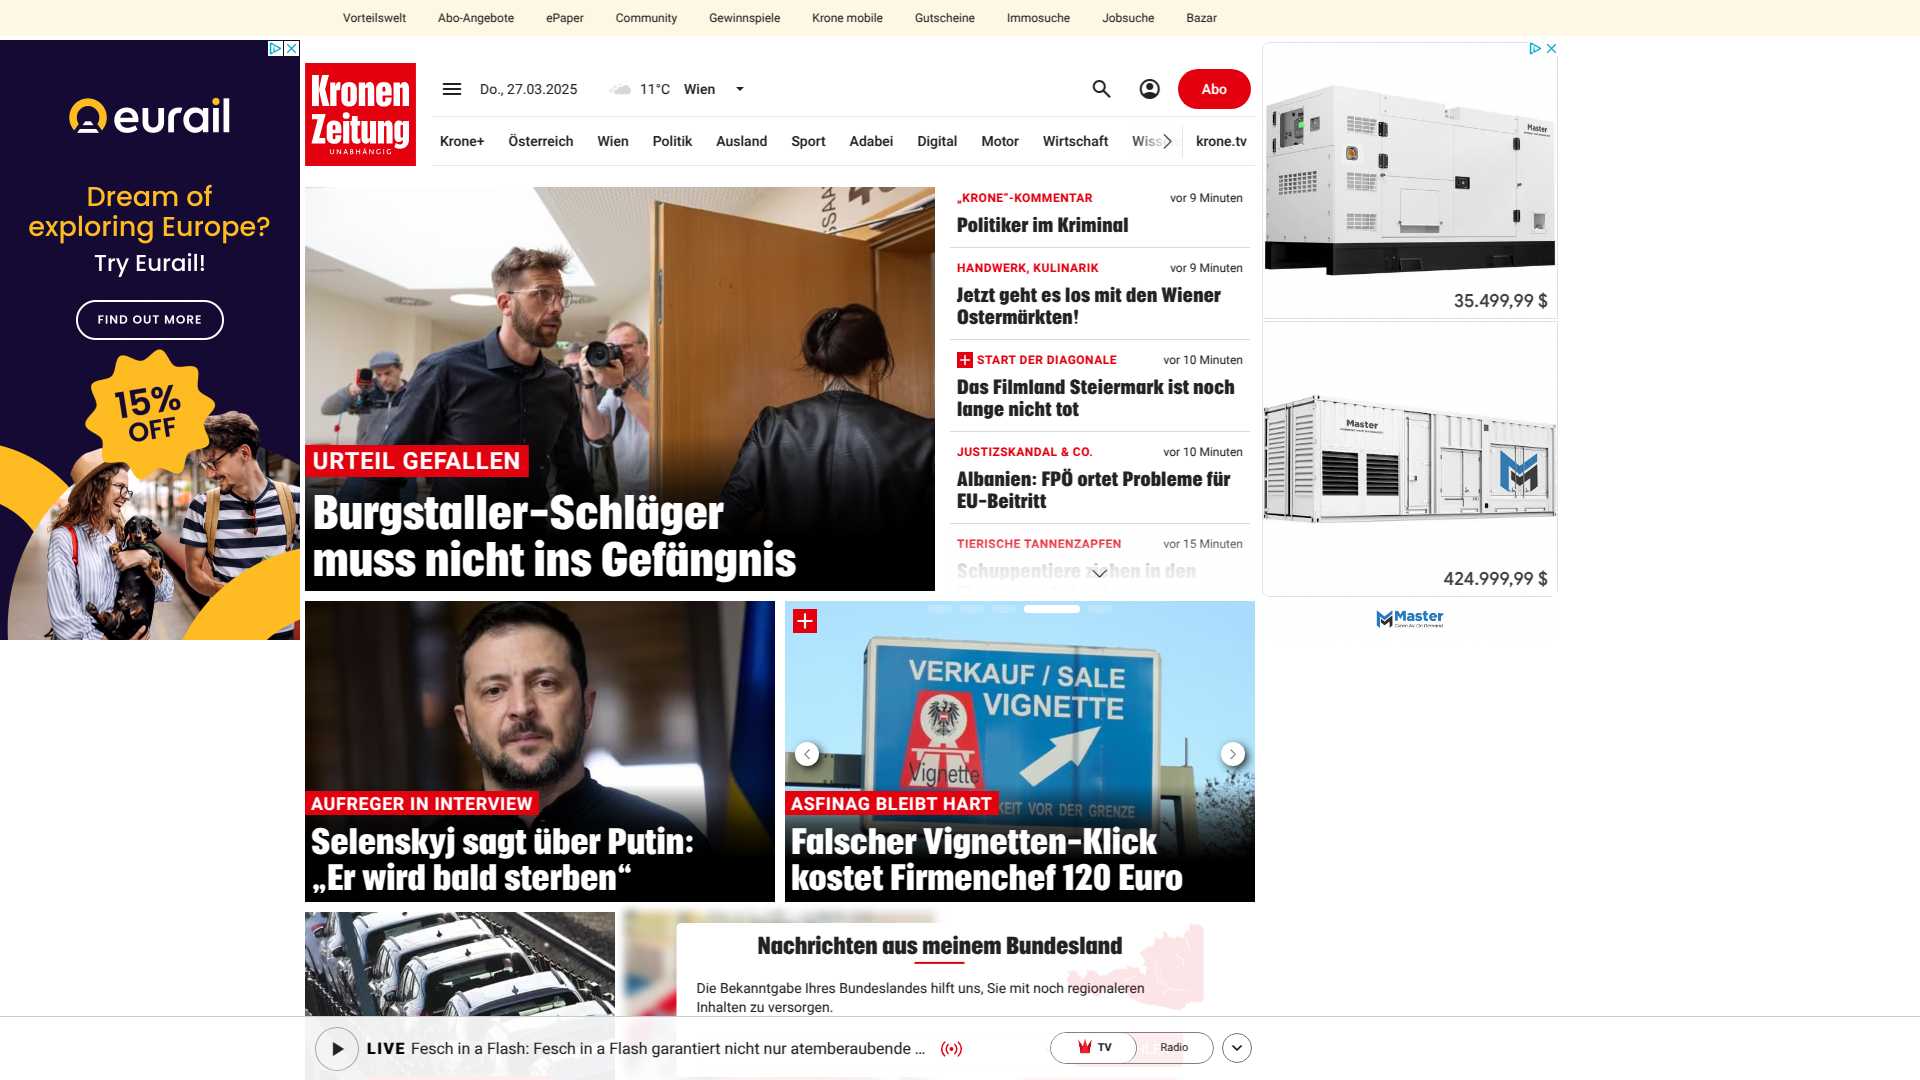 Vorteilswelt Abo-Angebote ePaper Community Gewinnspiele Krone mobile Gutscheine Immosuche Jobsuche Bazar
eurail
Dream of
exploring Europe?
Try Eurail!
FIND OUT MORE
15%
OFF
Kronen
Zeitung
UNABHÄNGIG
Do., 27.03.2025 11°C Wien
Abo
Krone+ Österreich Wien Politik Ausland Sport Adabei Digital Motor Wirtschaft Wiss krone.tv
URTEIL GEFALLEN
Burgstaller-Schläger
muss nicht ins Gefängnis
„KRONE“-KOMMENTAR vor 9 Minuten
Politiker im Kriminal
HANDWERK, KULINARIK vor 9 Minuten
Jetzt geht es los mit den Wiener
Ostermärkten!
START DER DIAGONALE vor 10 Minuten
Das Filmland Steiermark ist noch
lange nicht tot
JUSTIZSKANDAL & CO. vor 10 Minuten
Albanien: FPÖ ortet Probleme für
EU-Beitritt
TIERISCHE TANNENZAPFEN vor 15 Minuten
Schuppentiere ziehen in den
Master
35.499,99 $
Master
424.999,99 $
Master
AUFREGER IN INTERVIEW
Selenskyj sagt über Putin:
„Er wird bald sterben“
VERKAUF / SALE
VIGNETTE
Vignette
KEIT VOR DER GRENZE
ASFINAG BLEIBT HART
Falscher Vignetten-Klick
kostet Firmenchef 120 Euro
Nachrichten aus meinem Bundesland
Die Bekanntgabe Ihres Bundeslandes hilft uns, Sie mit noch regionaleren
Inhalten zu versorgen.
LIVE Fesch in a Flash: Fesch in a Flash garantiert nicht nur atemberaubende ...
TV Radio